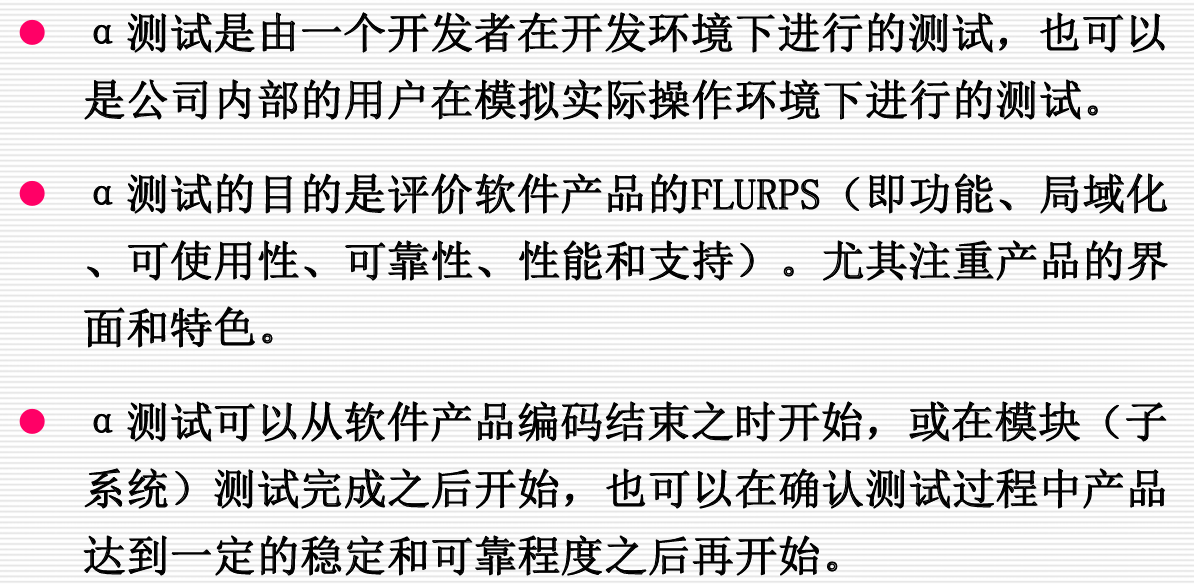 α测试是由一个开发者在开发环境下进行的测试，也可以
是公司内部的用户在模拟实际操作环境下进行的测试。
α测试的目的是评价软件产品的FLURPS（即功能、局域化
、可使用性、可靠性、性能和支持）。尤其注重产品的界
面和特色。
α测试可以从软件产品编码结束之时开始，或在模块（子
系统）测试完成之后开始，也可以在确认测试过程中产品
达到一定的稳定和可靠程度之后再开始。